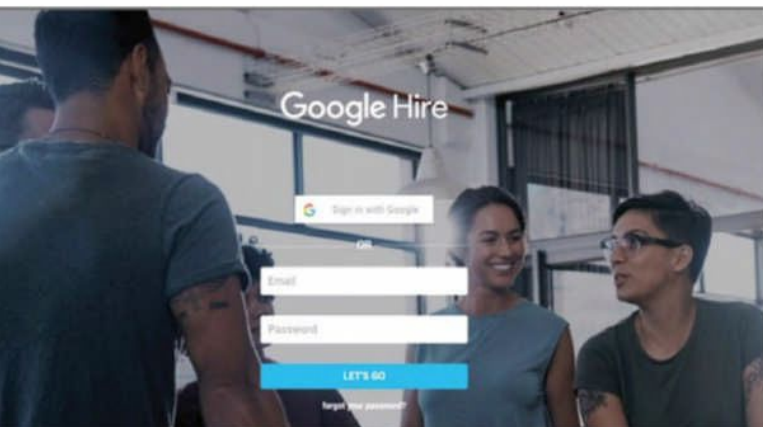 Google Hire
Sign in with Google
OR
Email
Password
LET'S GO
forgot your password?